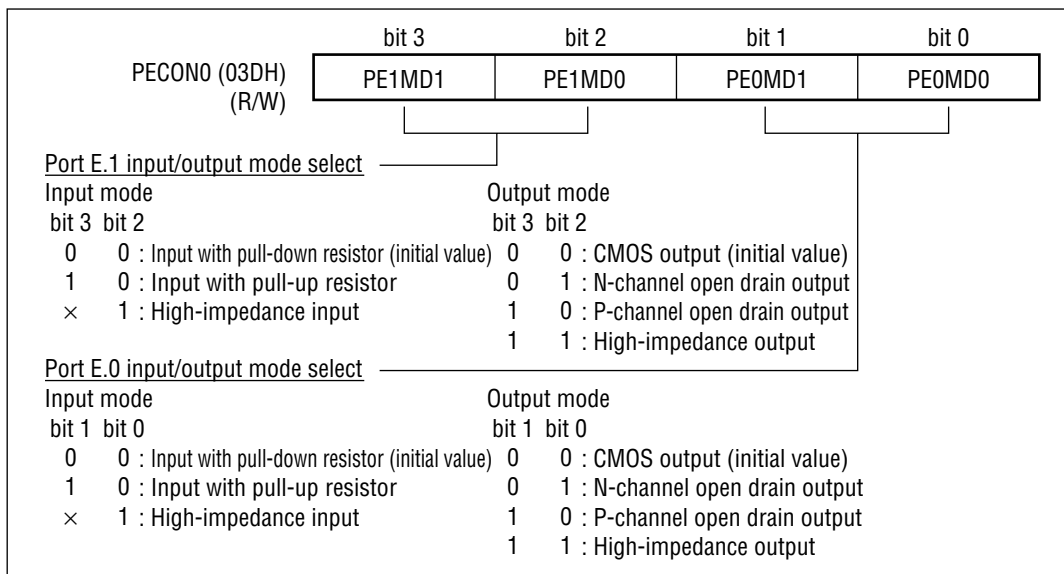 bit 3 bit 2 bit 1 bit 0
PECON0 (03DH) PE1MD1 PE1MD0 PE0MD1 PE0MD0
(R/W)
Port E.1 input/output mode select
Input mode Output mode
bit 3 bit 2 bit 3 bit 2
0 0 : Input with pull-down resistor (initial value) 0 0 : CMOS output (initial value)
1 0 : Input with pull-up resistor 0 1 : N-channel open drain output
× 1 : High-impedance input 1 0 : P-channel open drain output
1 1 : High-impedance output
Port E.0 input/output mode select
Input mode Output mode
bit 1 bit 0 bit 1 bit 0
0 0 : Input with pull-down resistor (initial value) 0 0 : CMOS output (initial value)
1 0 : Input with pull-up resistor 0 1 : N-channel open drain output
× 1 : High-impedance input 1 0 : P-channel open drain output
1 1 : High-impedance output